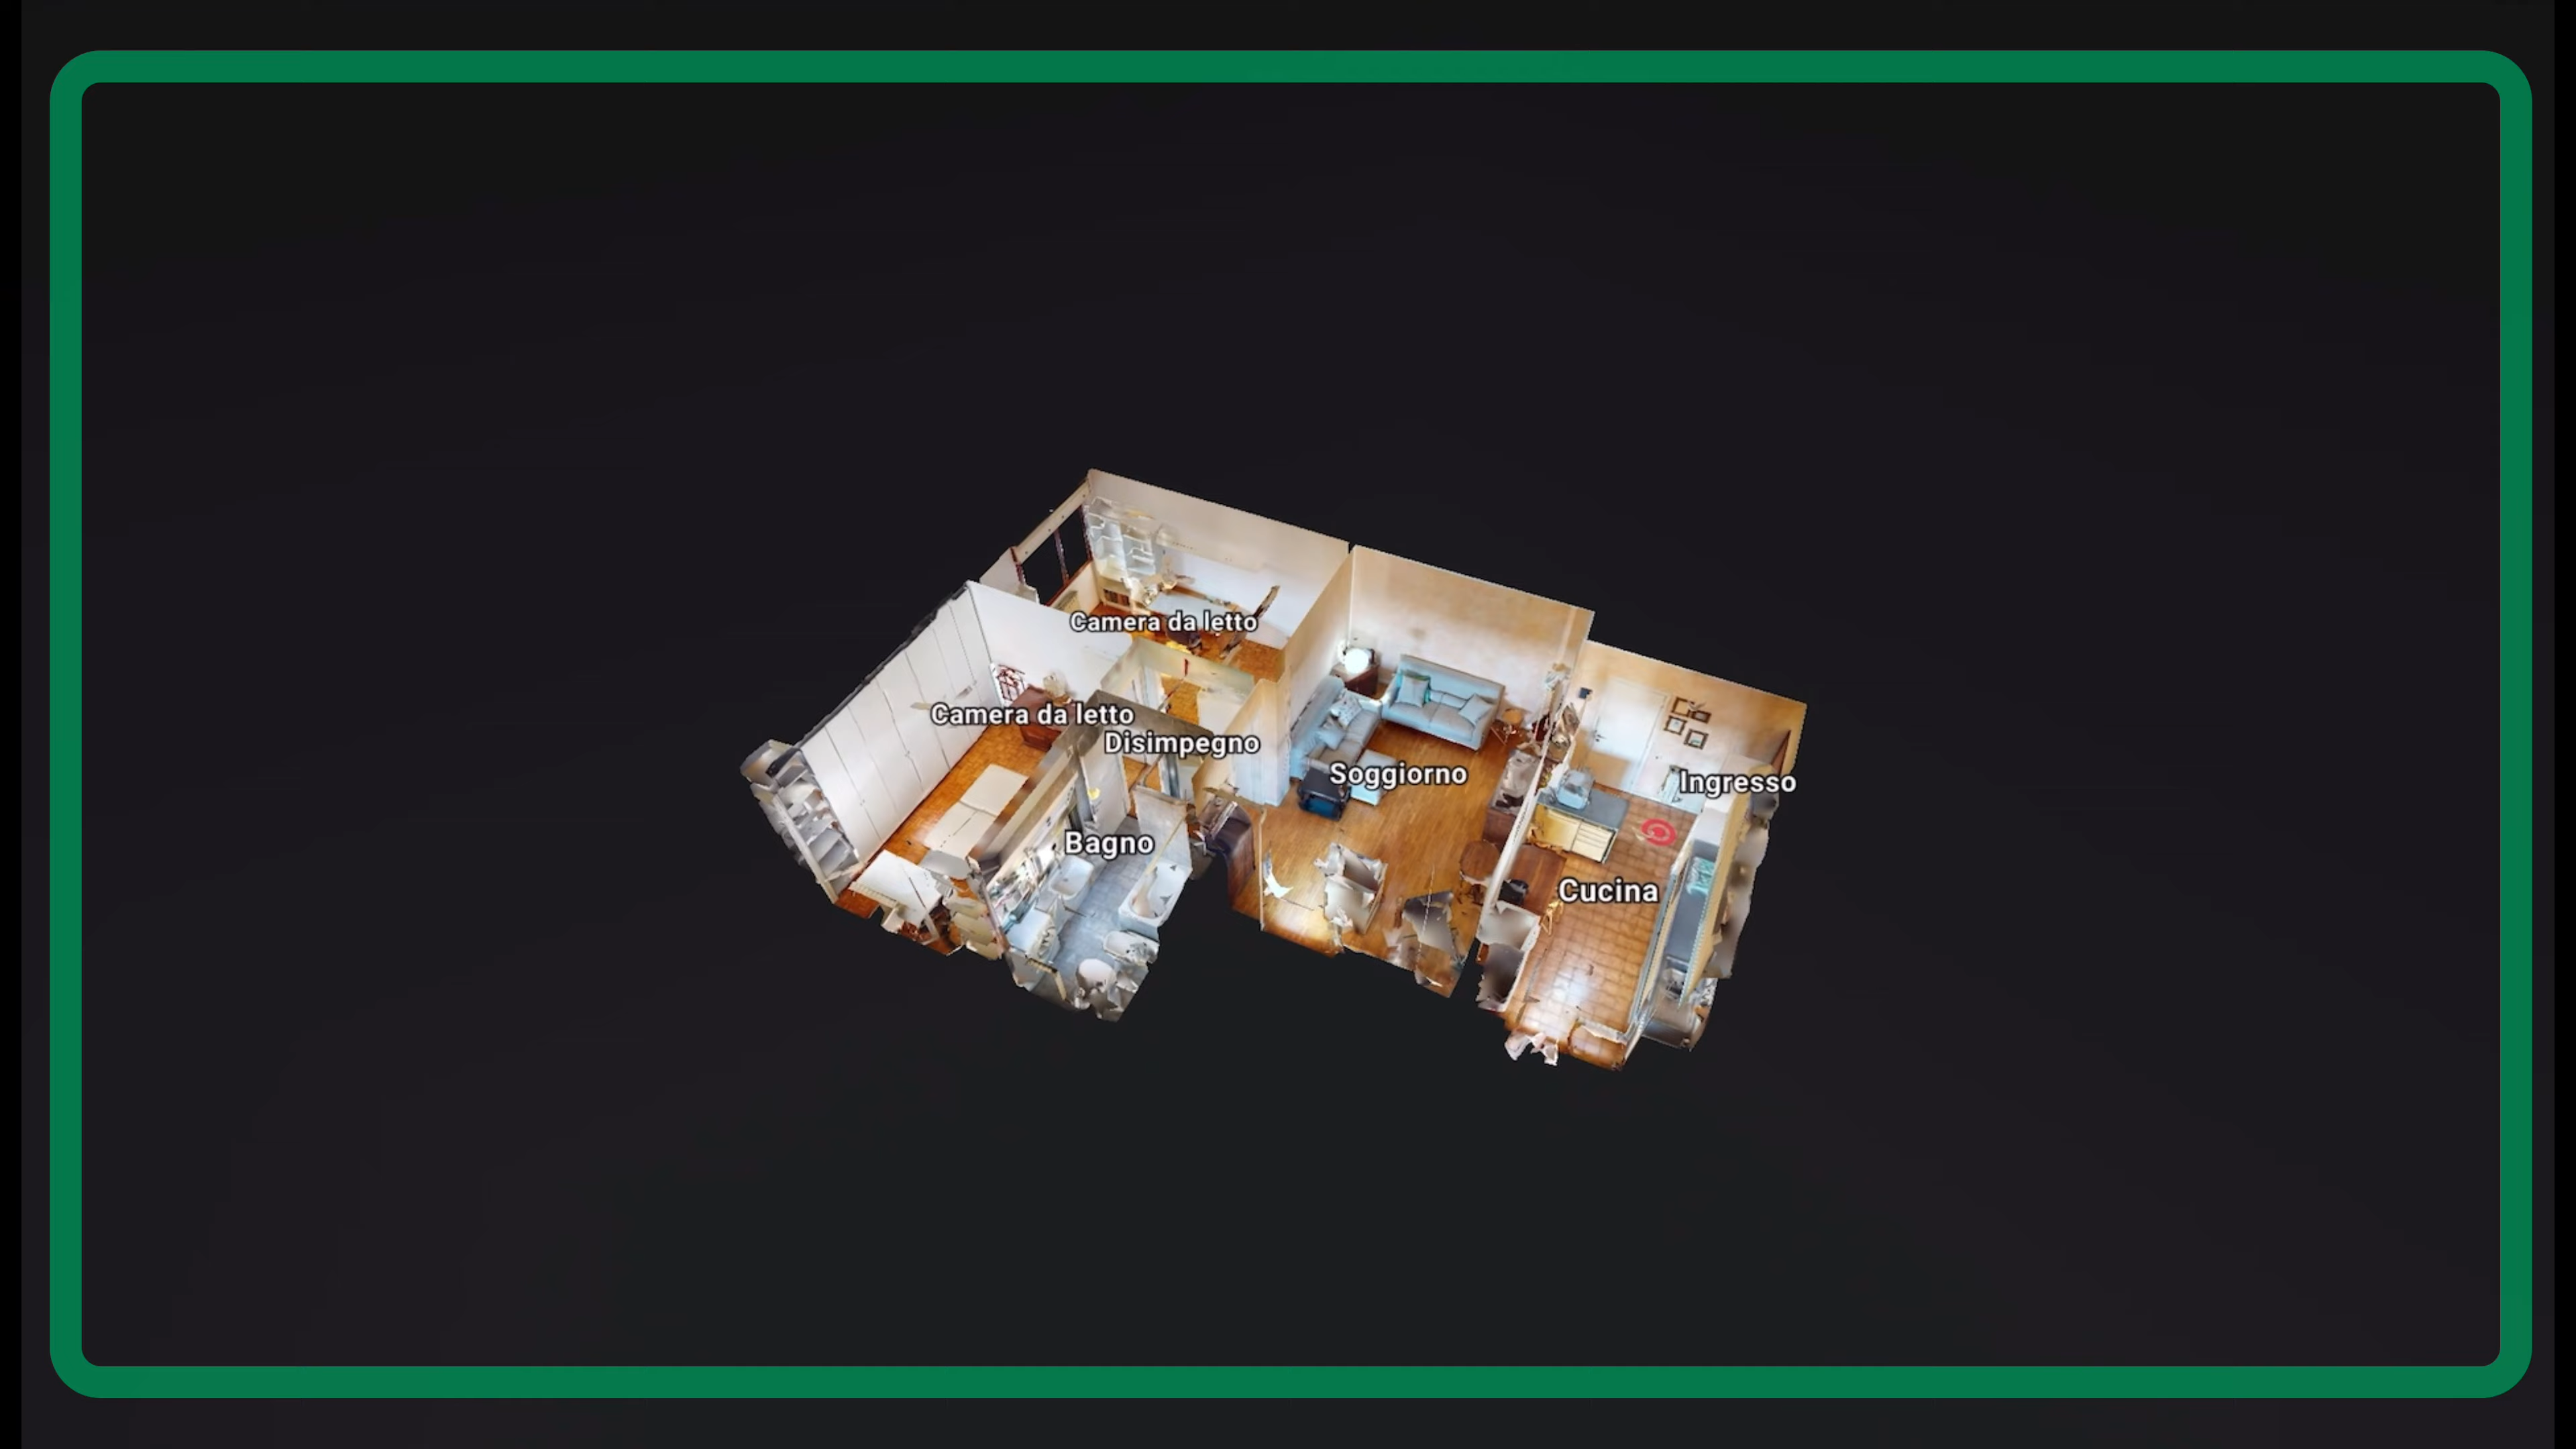 Camera da letto
Camera da letto
Disimpegno
Soggiorno
Ingresso
Bagno
Cucina